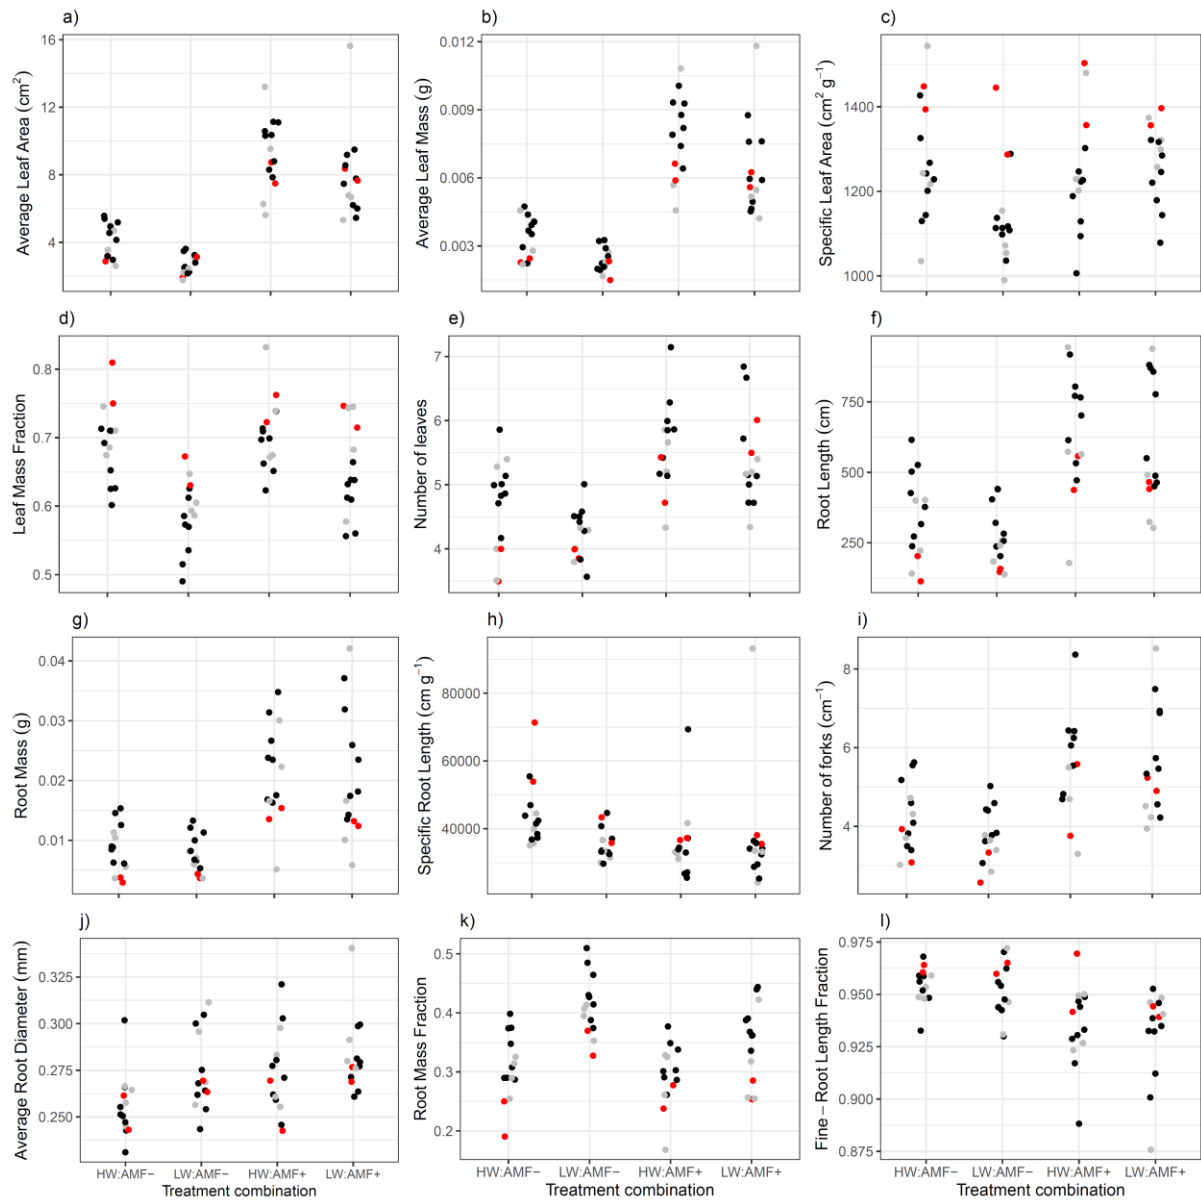 a)
b)
c)
Average Leaf Area (cm²)
16
12
8
4
Average Leaf Mass (g)
0.012
0.009
0.006
0.003
Specific Leaf Area (cm² g⁻¹)
1400
1200
1000
d)
e)
f)
Leaf Mass Fraction
0.8
0.7
0.6
0.5
Number of leaves
7
6
5
4
Root Length (cm)
750
500
250
g)
h)
i)
Root Mass (g)
0.04
0.03
0.02
0.01
Specific Root Length (cm g⁻¹)
80000
60000
40000
Number of forks (cm⁻¹)
8
6
4
j)
k)
l)
Average Root Diameter (mm)
0.325
0.300
0.275
0.250
Root Mass Fraction
0.5
0.4
0.3
0.2
Fine−Root Length Fraction
0.975
0.950
0.925
0.900
0.875
HW:AMF− LW:AMF− HW:AMF+ LW:AMF+
Treatment combination
HW:AMF− LW:AMF− HW:AMF+ LW:AMF+
Treatment combination
HW:AMF− LW:AMF− HW:AMF+ LW:AMF+
Treatment combination